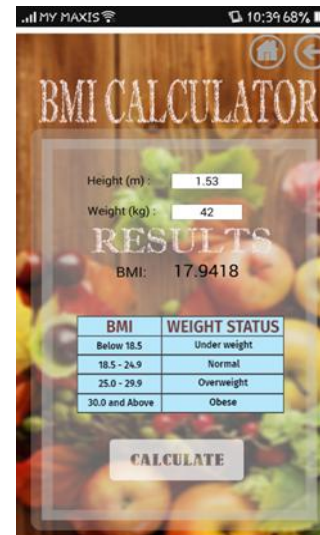 MY MAXIS 10:39 68%
BMI CALCULATOR
Height (m) : 1.53
Weight (kg) : 42
RESULTS
BMI: 17.9418
BMI WEIGHT STATUS
Below 18.5 Under weight
18.5 - 24.9 Normal
25.0 - 29.9 Overweight
30.0 and Above Obese
CALCULATE